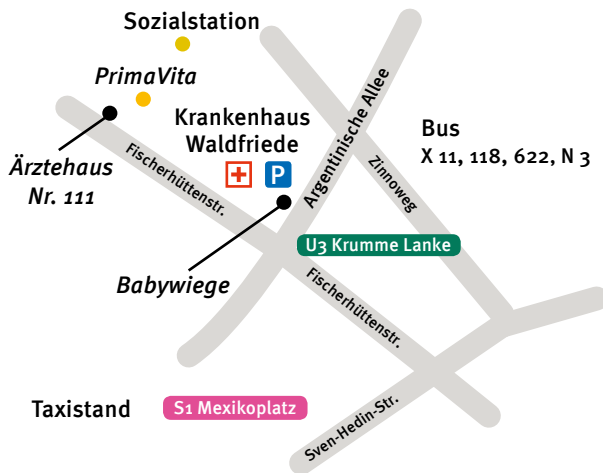 Sozialstation
PrimaVita
Krankenhaus
Waldfriede
P
Ärztehaus
Nr. 111
Fischerhüttenstr.
Argentinische Allee
Zinnoweg
Bus
X 11, 118, 622, N 3
Babywiege
U3 Krumme Lanke
Fischerhüttenstr.
Taxistand
S1 Mexikoplatz
Sven-Hedin-Str.